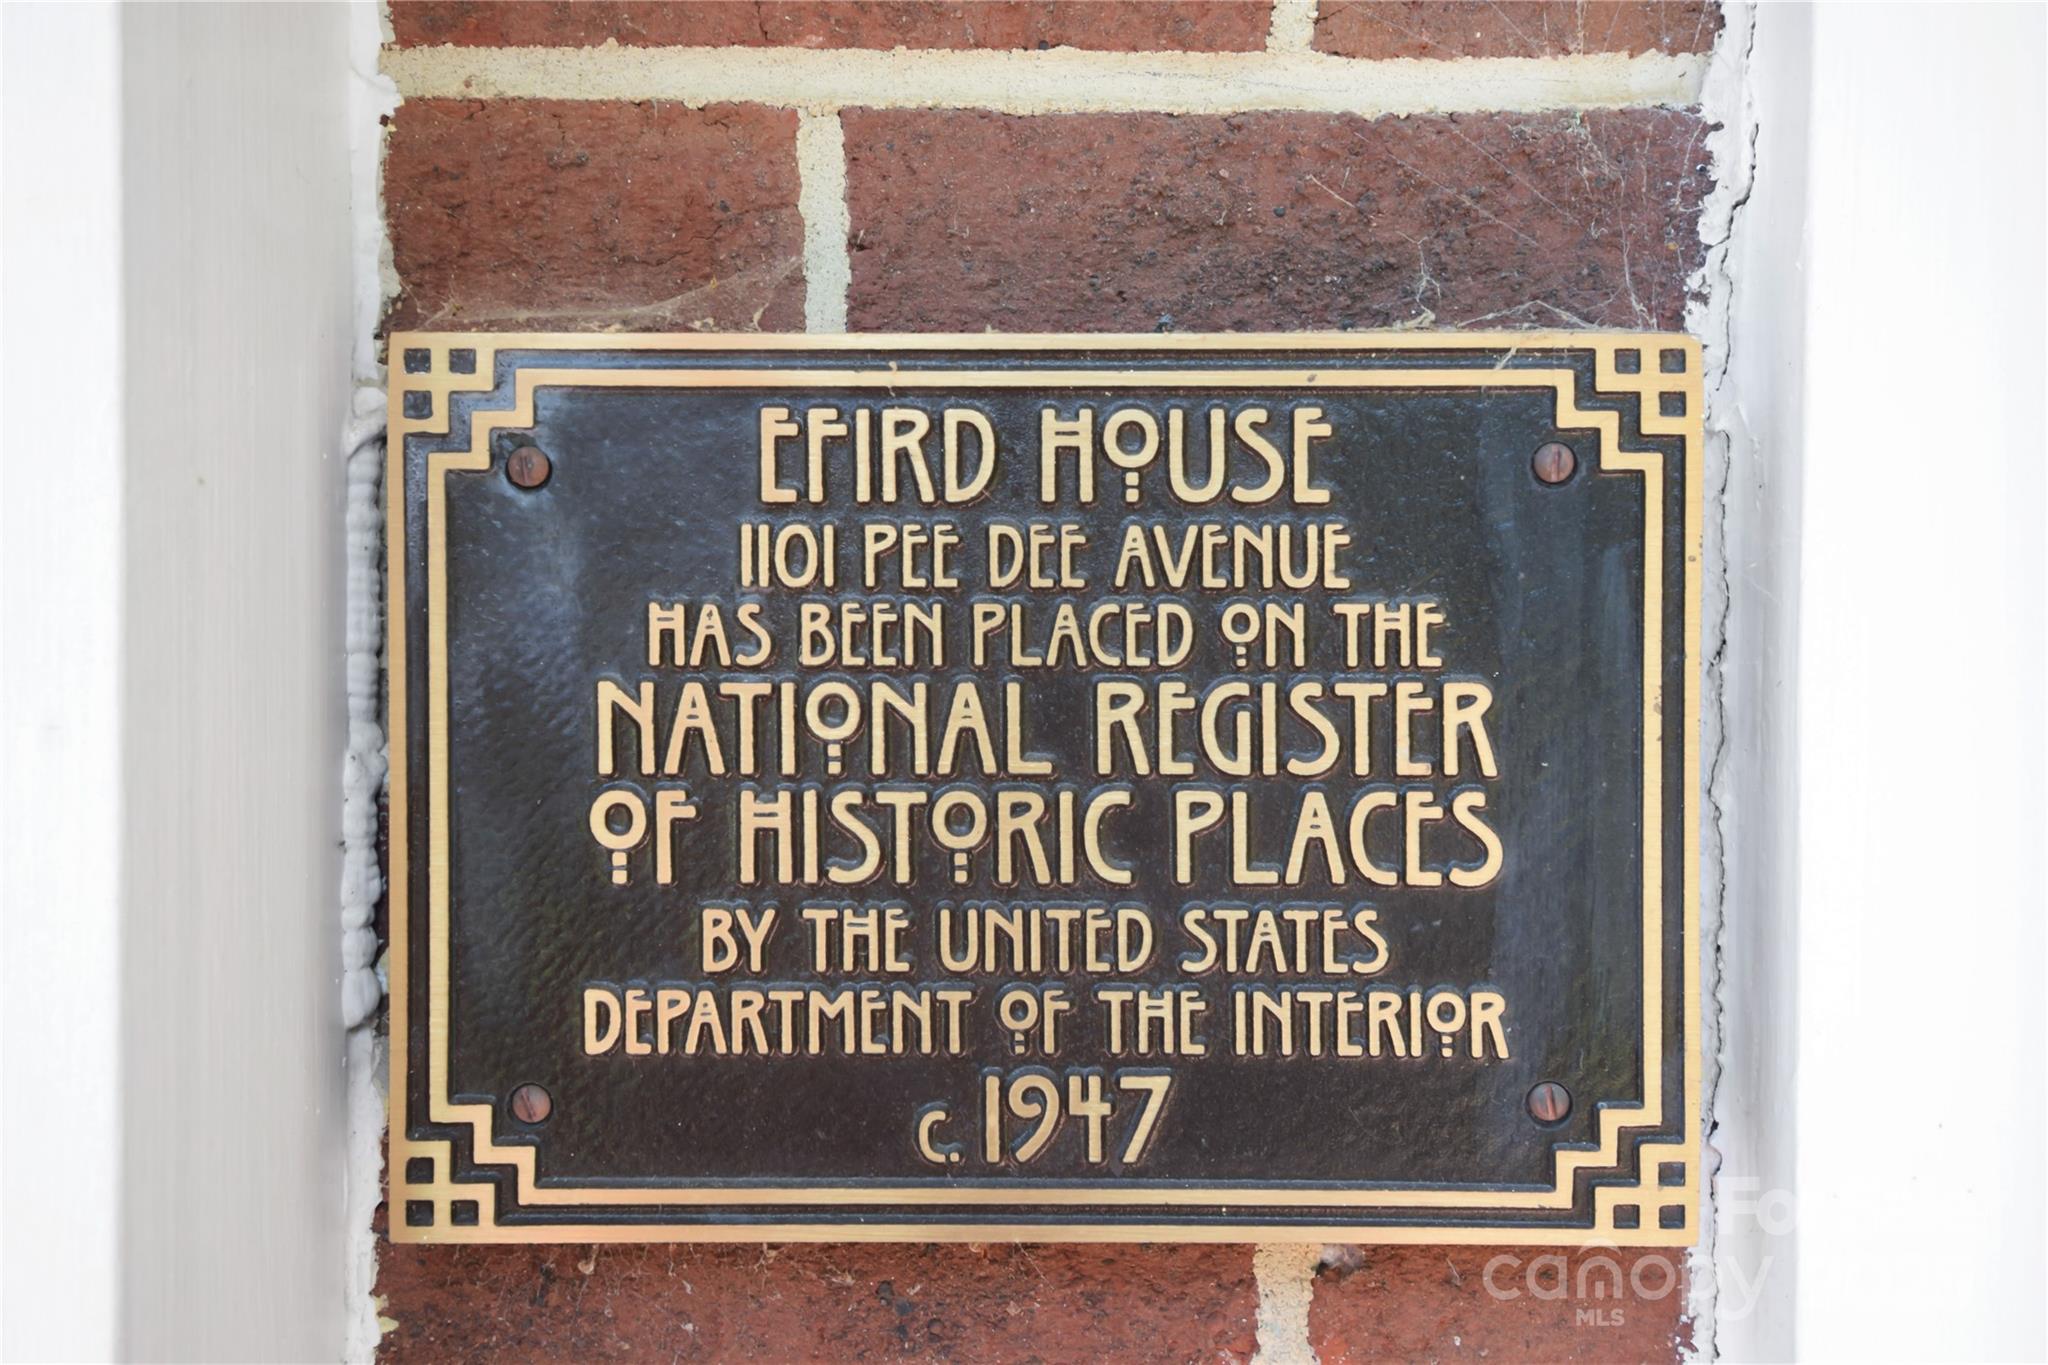 EFIRD HOUSE
1101 PEE DEE AVENUE
HAS BEEN PLACED ON THE
NATIONAL REGISTER
OF HISTORIC PLACES
BY THE UNITED STATES
DEPARTMENT OF THE INTERIOR
c. 1947
canopy
MLS